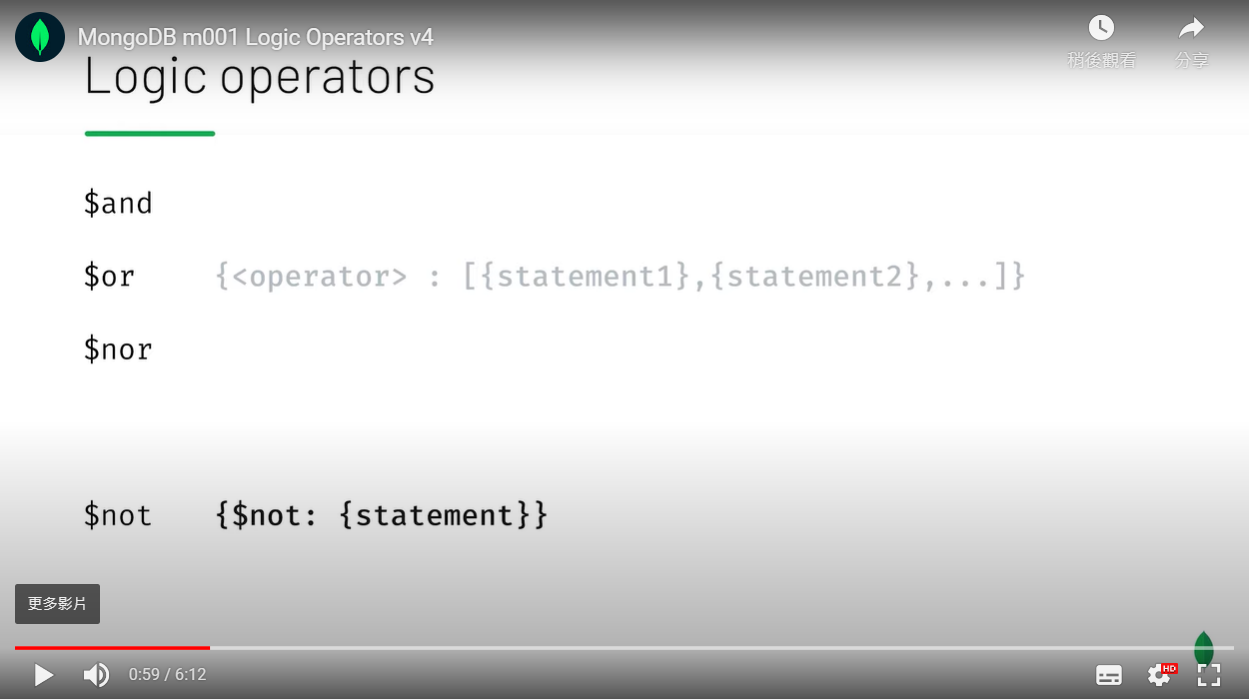 MongoDB m001 Logic Operators v4
稍後觀看
分享
Logic operators
$and
$or {<operator> : [{statement1},{statement2},...]}
$nor
$not {$not: {statement}}
更多影片
0:59 / 6:12
HD